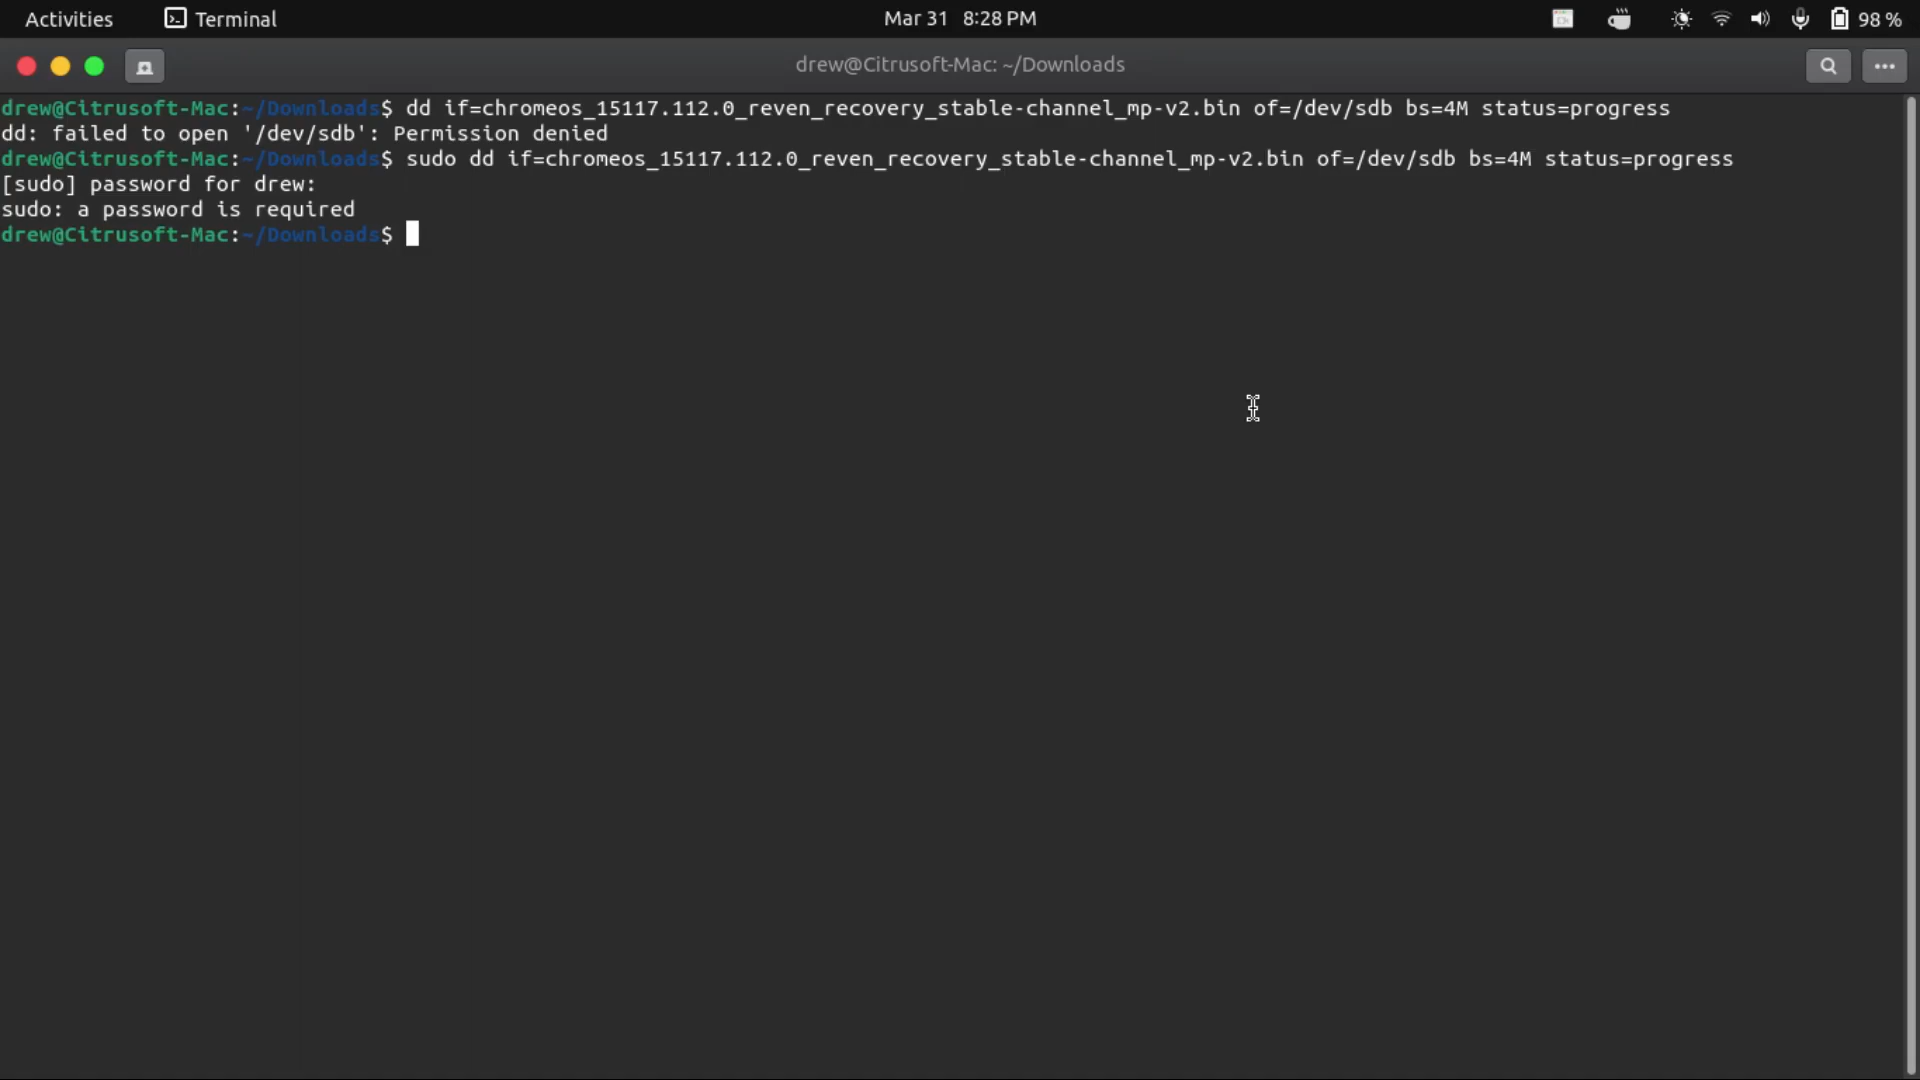 Activities Terminal Mar 31 8:28 PM 98 %
drew@Citrusoft-Mac: ~/Downloads
drew@Citrusoft-Mac:~/Downloads$ dd if=chromeos_15117.112.0_reven_recovery_stable-channel_mp-v2.bin of=/dev/sdb bs=4M status=progress
dd: failed to open '/dev/sdb': Permission denied
drew@Citrusoft-Mac:~/Downloads$ sudo dd if=chromeos_15117.112.0_reven_recovery_stable-channel_mp-v2.bin of=/dev/sdb bs=4M status=progress
[sudo] password for drew:
sudo: a password is required
drew@Citrusoft-Mac:~/Downloads$